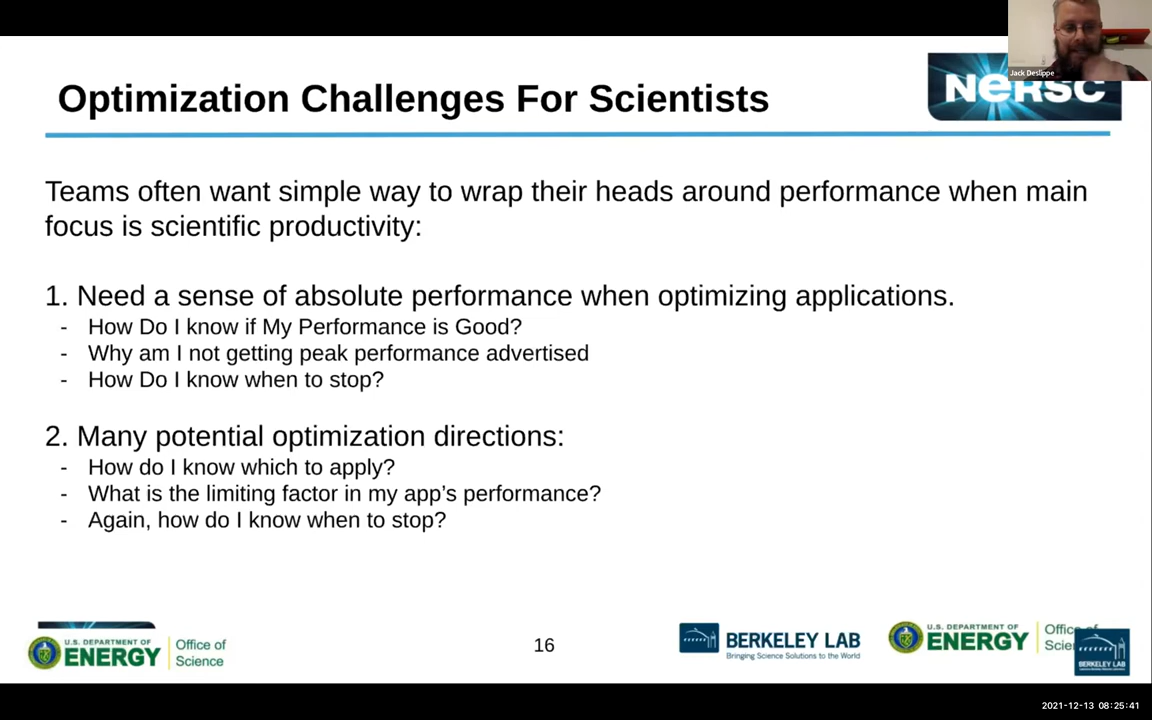 Jack Deslippe
NERSC
Optimization Challenges For Scientists
Teams often want simple way to wrap their heads around performance when main
focus is scientific productivity:
1. Need a sense of absolute performance when optimizing applications.
- How Do I know if My Performance is Good?
- Why am I not getting peak performance advertised
- How Do I know when to stop?
2. Many potential optimization directions:
- How do I know which to apply?
- What is the limiting factor in my app's performance?
- Again, how do I know when to stop?
U.S. DEPARTMENT OF
ENERGY
Office of
Science
16
BERKELEY LAB
Bringing Science Solutions to the World
U.S. DEPARTMENT OF
ENERGY
Office of
BERKELEY LAB
2021-12-13 08:25:41